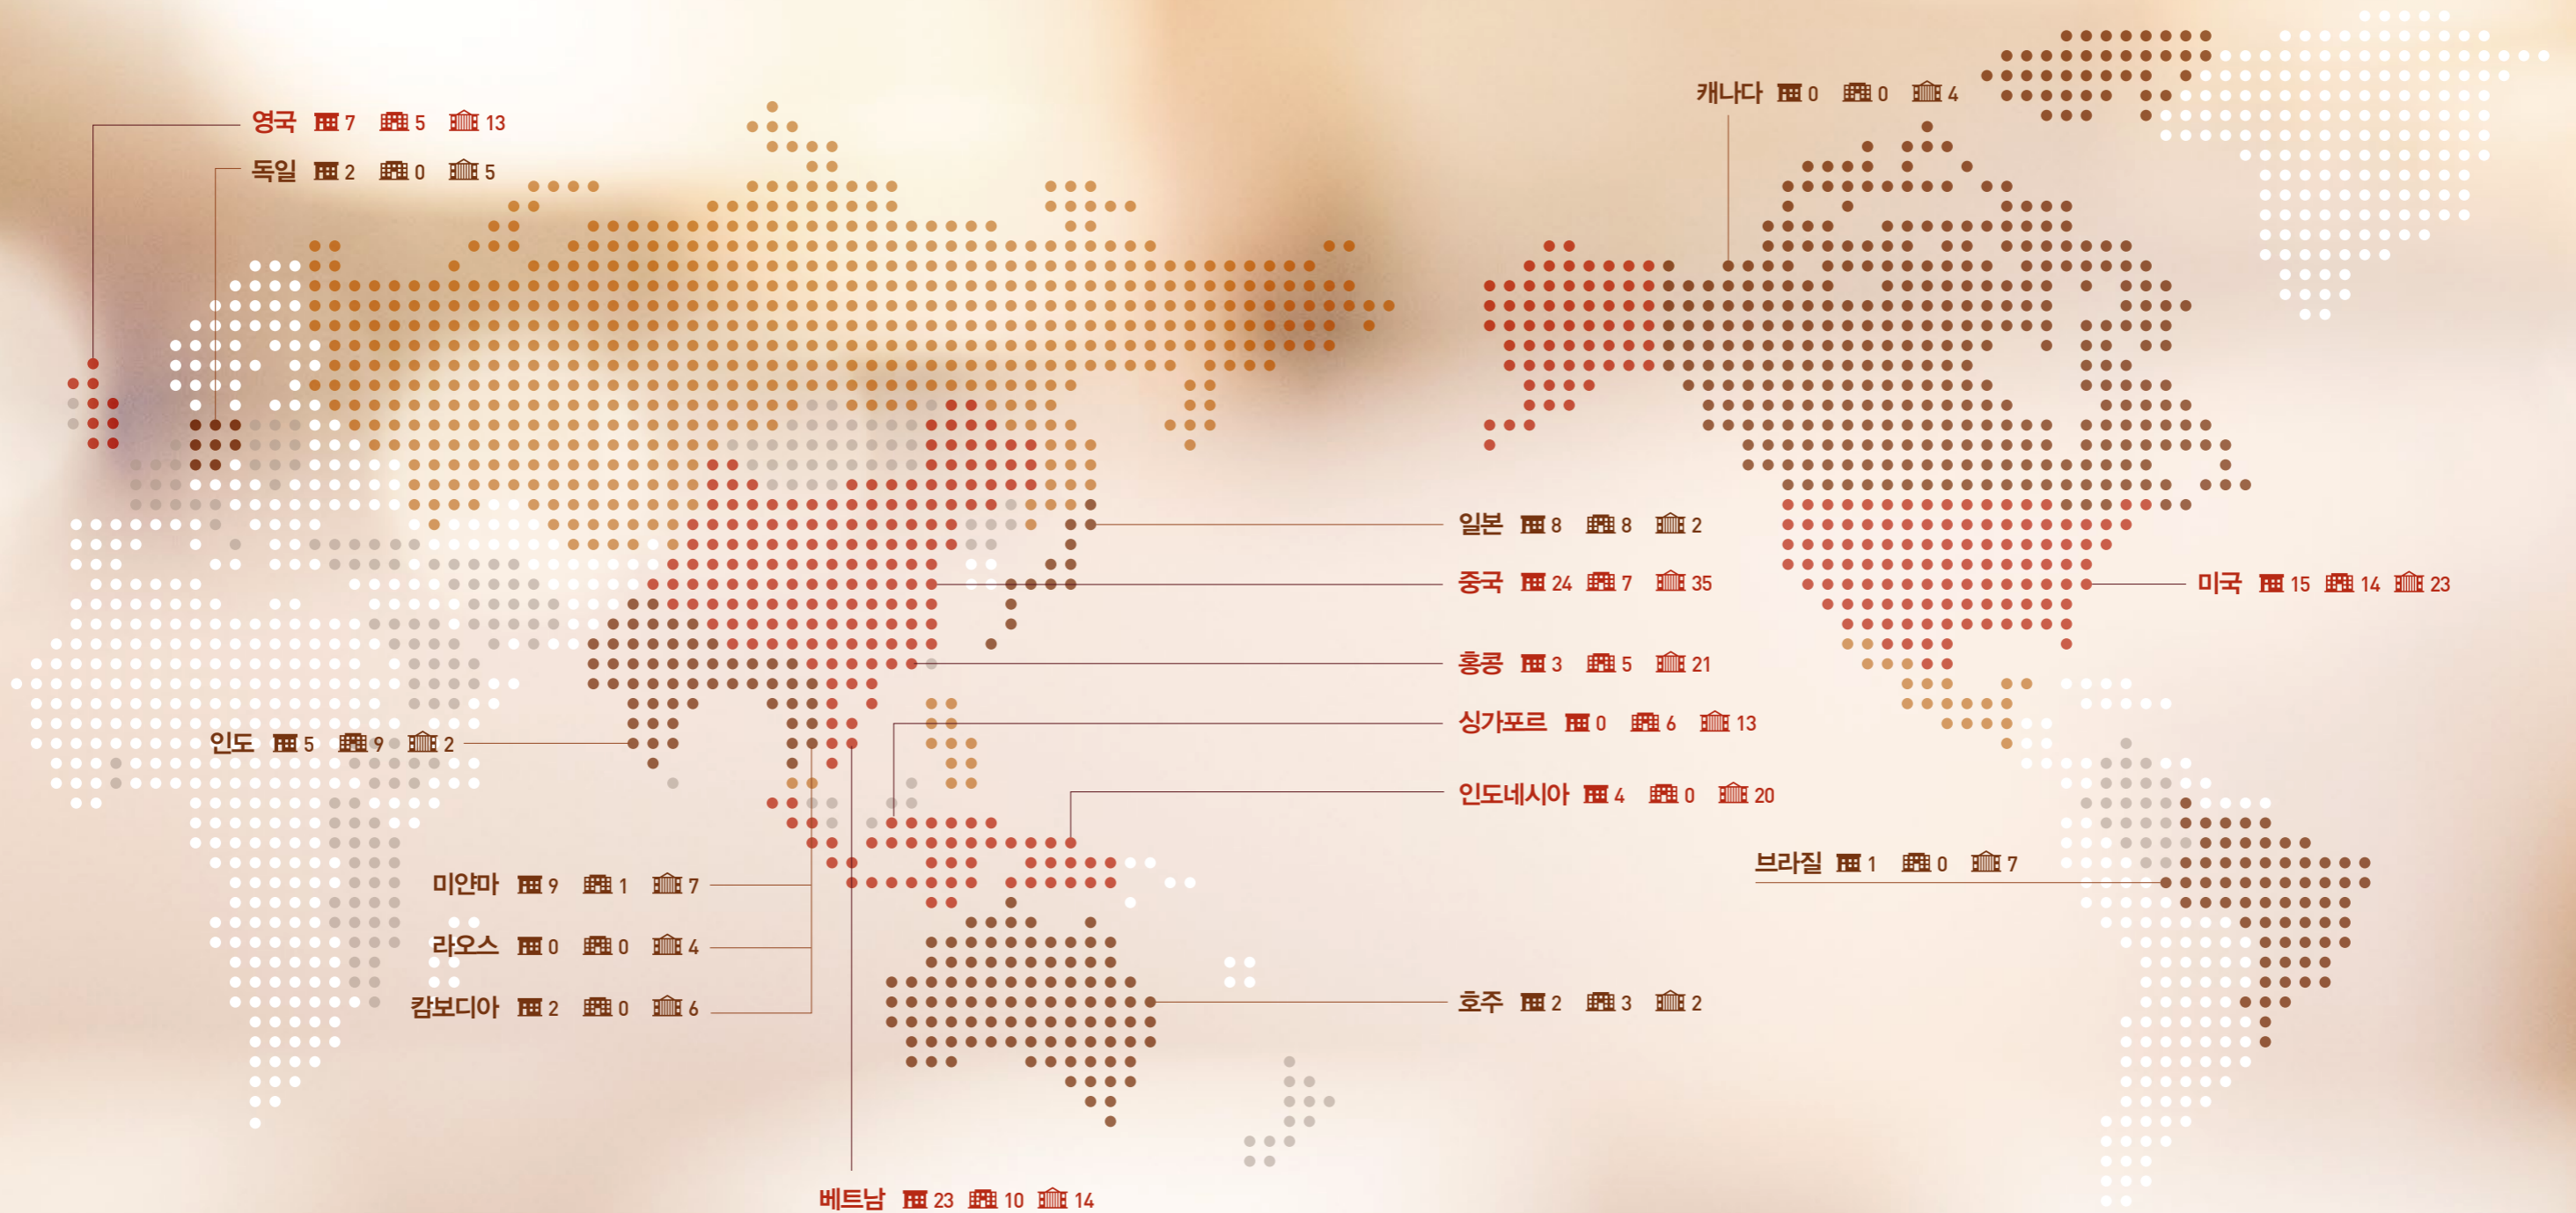 영국 7 5 13
독일 2 0 5
캐나다 0 0 4
일본 8 8 2
중국 24 7 35
미국 15 14 23
홍콩 3 5 21
싱가포르 0 6 13
인도 5 9 2
인도네시아 4 0 20
브라질 1 0 7
미얀마 9 1 7
라오스 0 0 4
캄보디아 2 0 6
호주 2 3 2
베트남 23 10 14